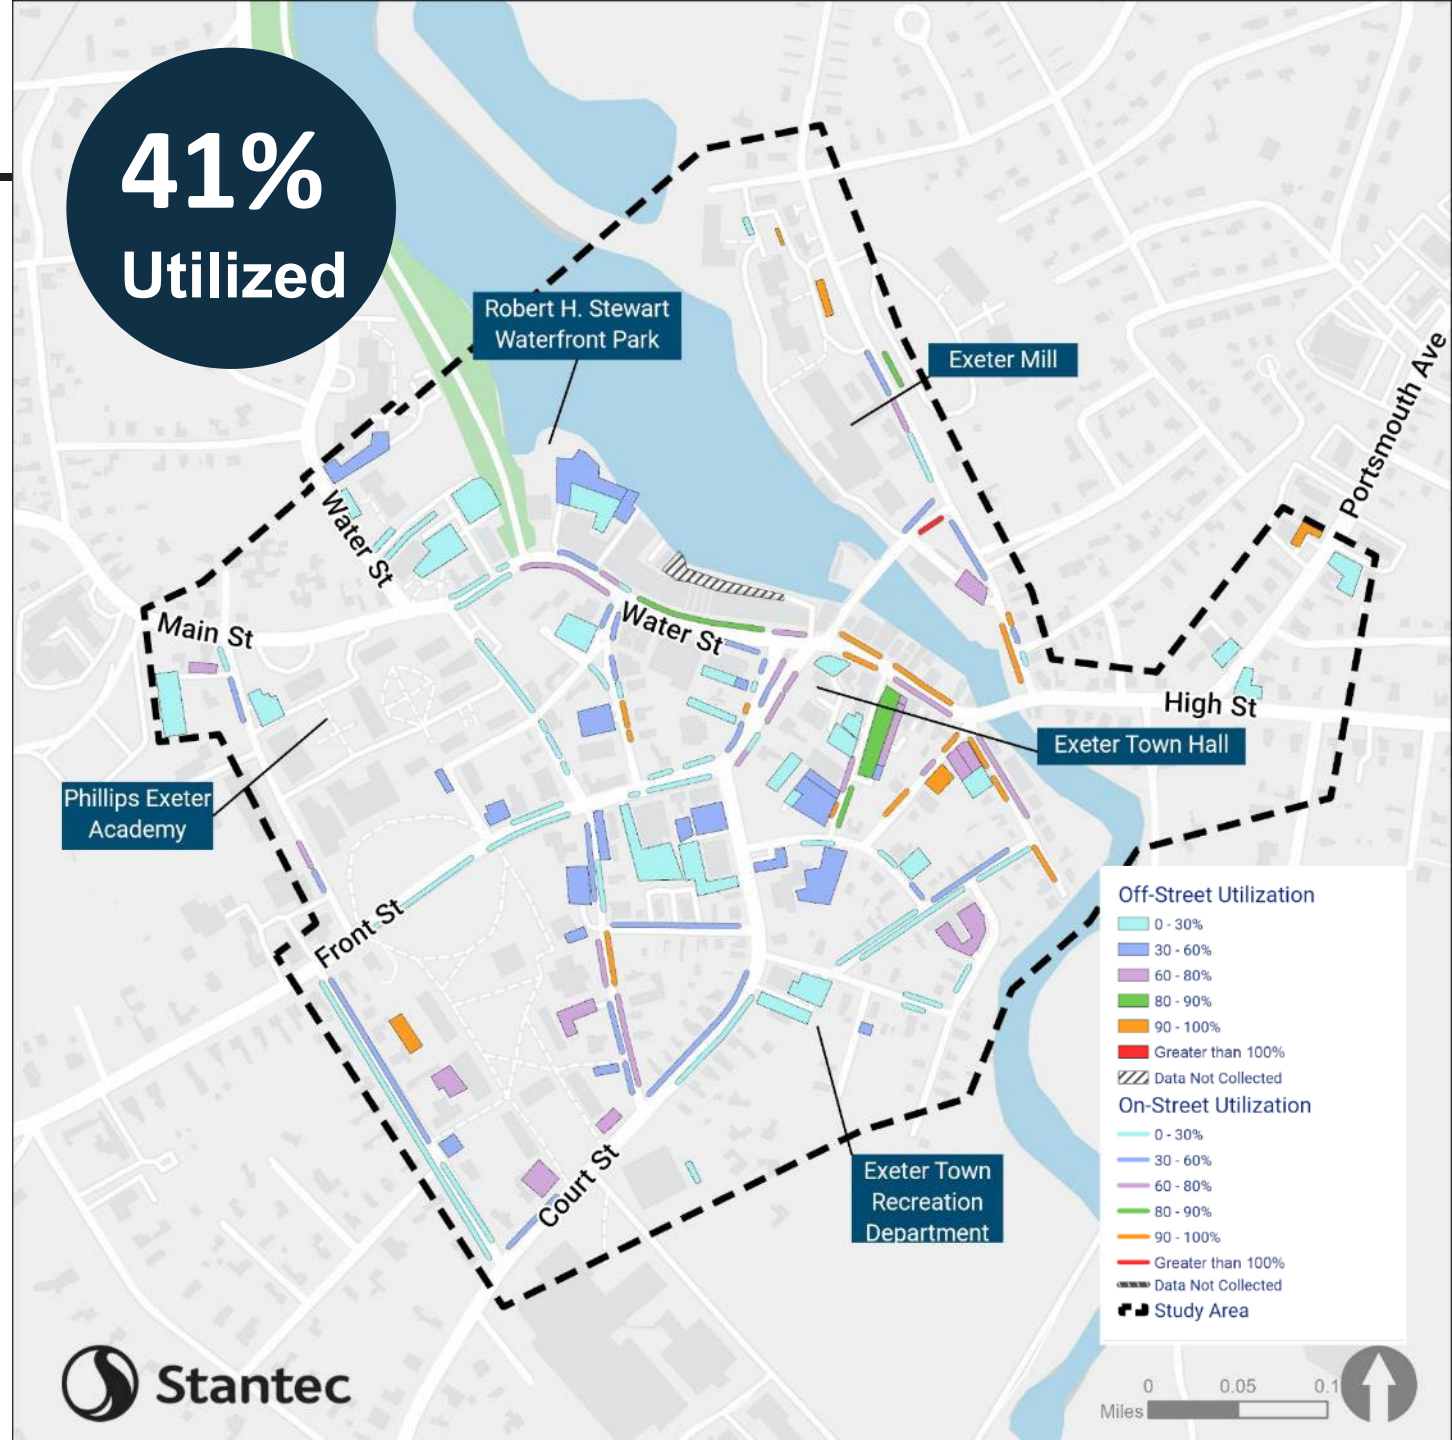 41%
Utilized
Robert H. Stewart
Waterfront Park
Exeter Mill
Portsmouth Ave
Water St
Main St
Water St
High St
Exeter Town Hall
Phillips Exeter
Academy
Front St
Court St
Exeter Town
Recreation
Department
Off-Street Utilization
0 - 30%
30 - 60%
60 - 80%
80 - 90%
90 - 100%
Greater than 100%
Data Not Collected
On-Street Utilization
0 - 30%
30 - 60%
60 - 80%
80 - 90%
90 - 100%
Greater than 100%
Data Not Collected
Study Area
Stantec
0 0.05 0.1
Miles